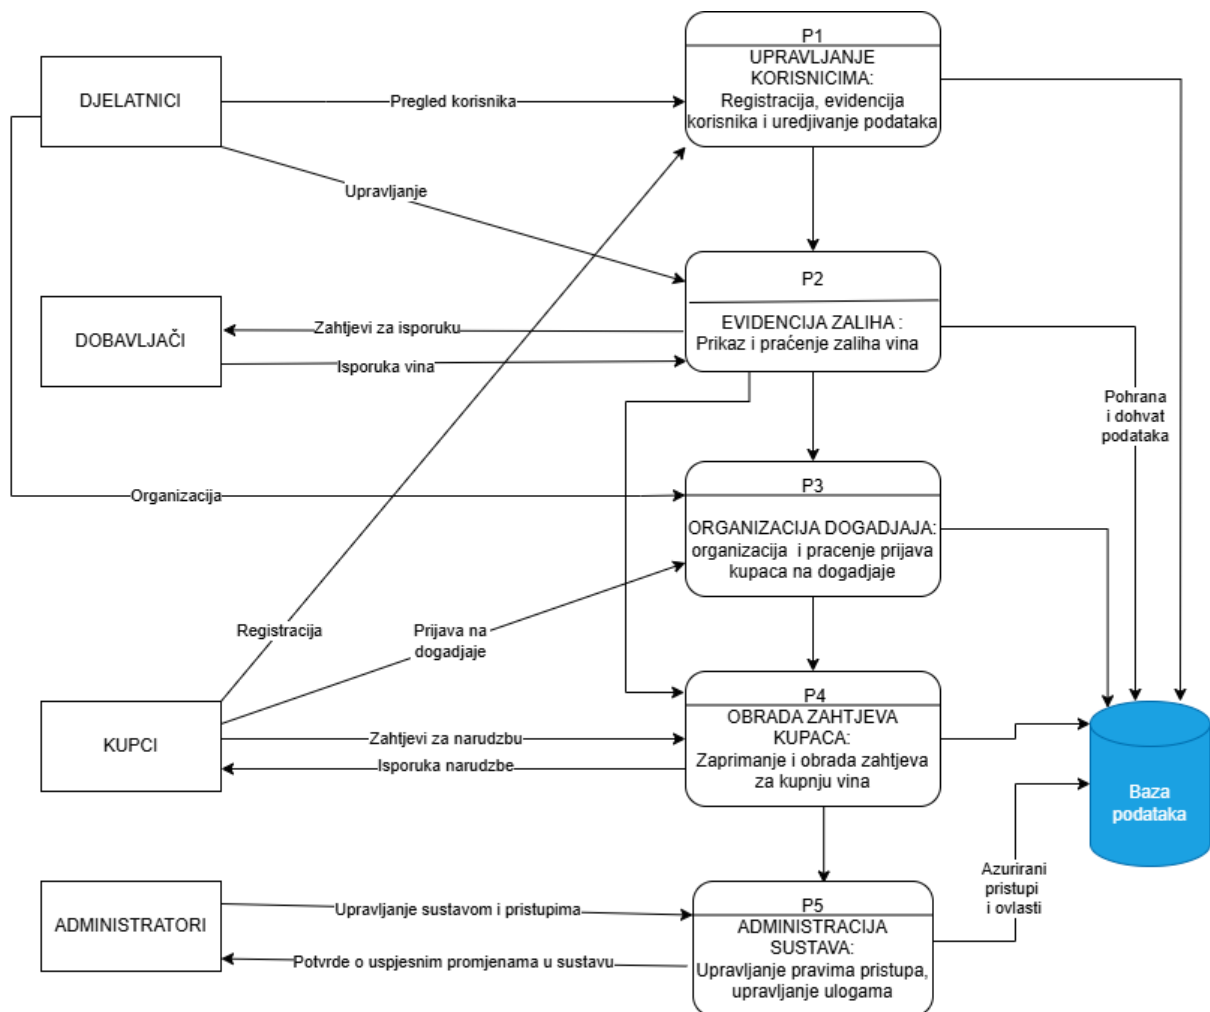 P1
UPRAVLJANJE
KORISNICIMA:
Registracija, evidencija
korisnika i uredjivanje podataka
DJELATNICI
Pregled korisnika
Upravljanje
P2
EVIDENCIJA ZALIHA :
Prikaz i praćenje zaliha vina
DOBAVLJAČI
Zahtjevi za isporuku
Isporuka vina
Pohrana
i dohvat
podataka
P3
ORGANIZACIJA DOGADJAJA:
organizacija i pracenje prijava
kupaca na dogadjaje
Organizacija
Registracija
Prijava na
dogadjaje
P4
OBRADA ZAHTJEVA
KUPACA:
Zaprimanje i obrada zahtjeva
za kupnju vina
KUPCI
Zahtjevi za narudzbu
Isporuka narudzbe
Baza
podataka
Azurirani
pristupi
i ovlasti
P5
ADMINISTRACIJA
SUSTAVA:
Upravljanje pravima pristupa,
upravljanje ulogama
ADMINISTRATORI
Upravljanje sustavom i pristupima
Potvrde o uspjesnim promjenama u sustavu